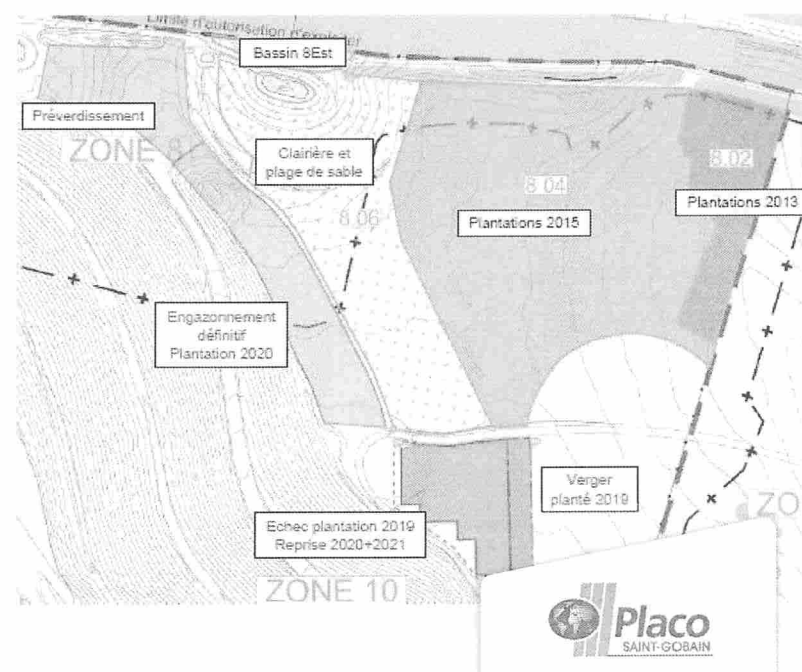 Limite d'autorisation d'exploiter
Bassin 8Est
Préverdissement
ZONE 8
Clairière et
plage de sable
8.02
8.04
8.06
Plantations 2013
Plantations 2015
Engazonnement
définitif
Plantation 2020
Verger
planté 2019
Echec plantation 2019
Reprise 2020+2021
ZO
ZONE 10
Placo
SAINT-GOBAIN